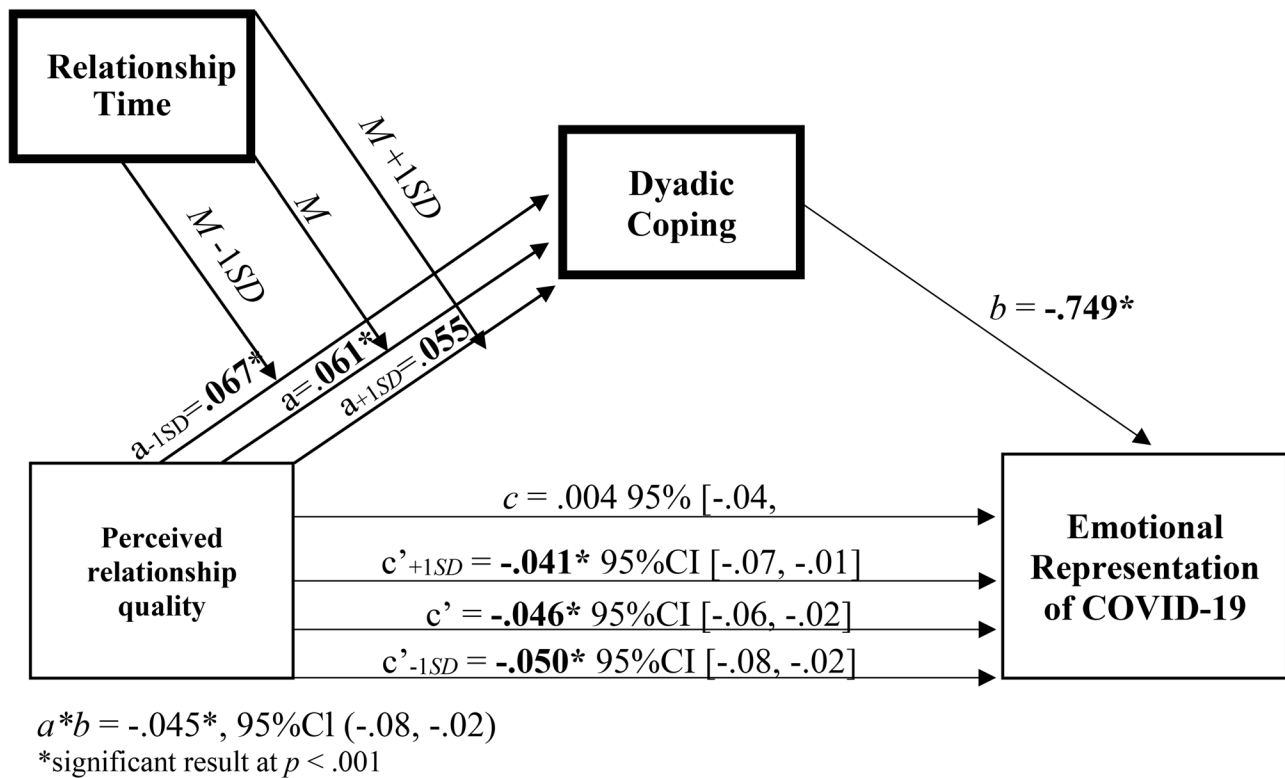 Relationship
Time
M -1SD
M
M +1SD
Dyadic
Coping
b = -.749*
a-1SD=.067*
a=.061*
a+1SD=.055
Perceived
relationship
quality
c = .004 95% [-.04,
c’+1SD = -.041* 95%CI [-.07, -.01]
c’ = -.046* 95%CI [-.06, -.02]
c’-1SD = -.050* 95%CI [-.08, -.02]
Emotional
Representation
of COVID-19
a*b = -.045*, 95%Cl (-.08, -.02)
*significant result at p < .001